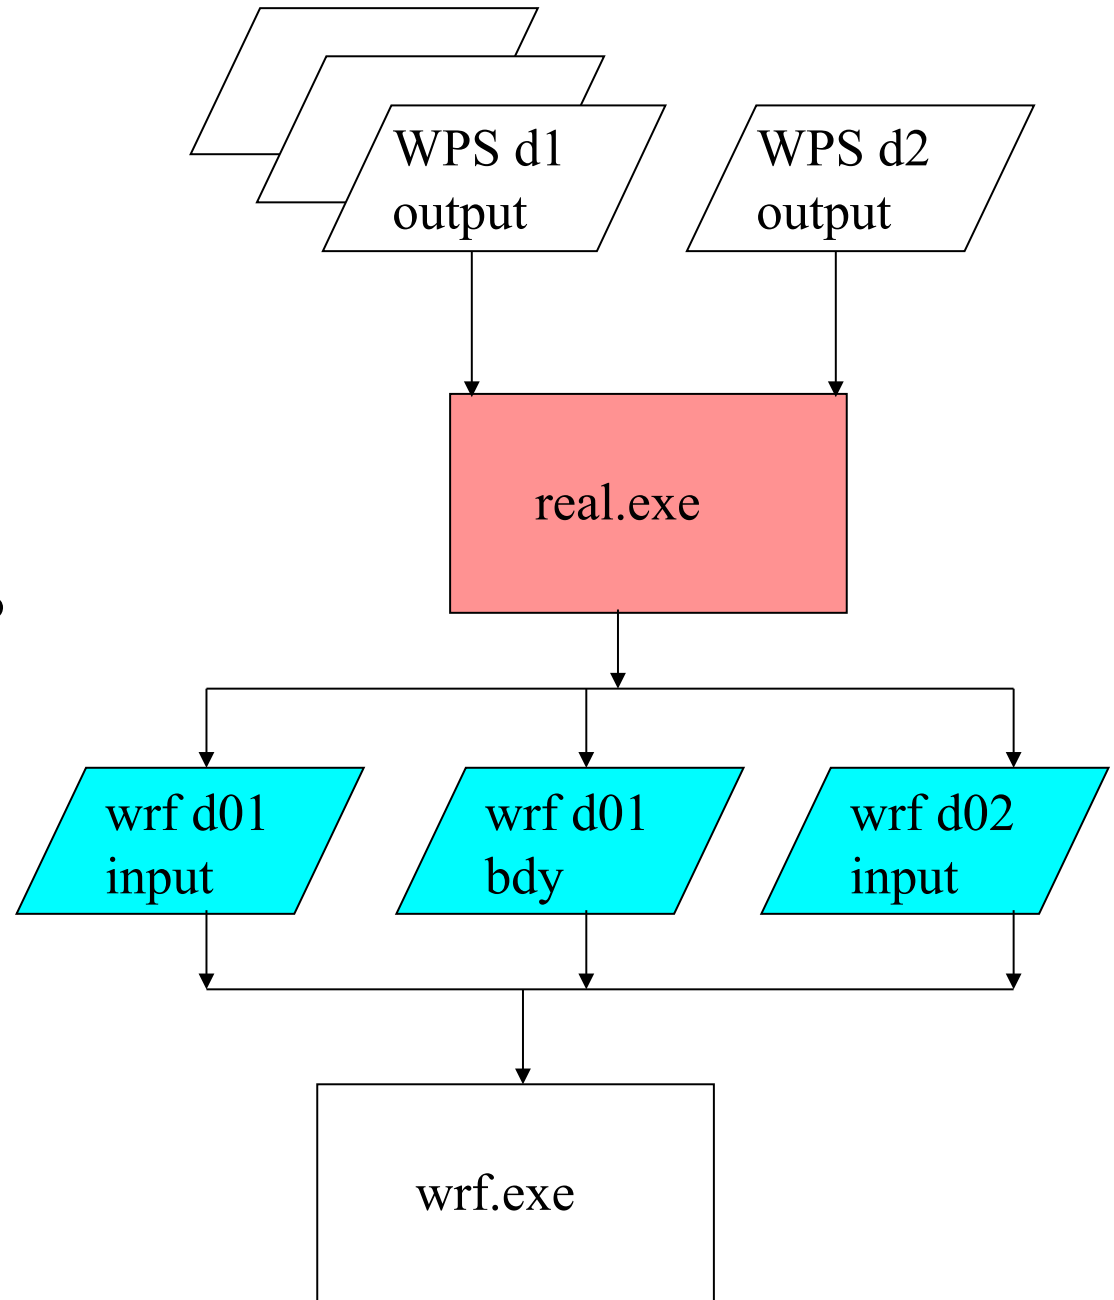 WPS d1
output
WPS d2
output
real.exe
wrf d01
input
wrf d01
bdy
wrf d02
input
wrf.exe